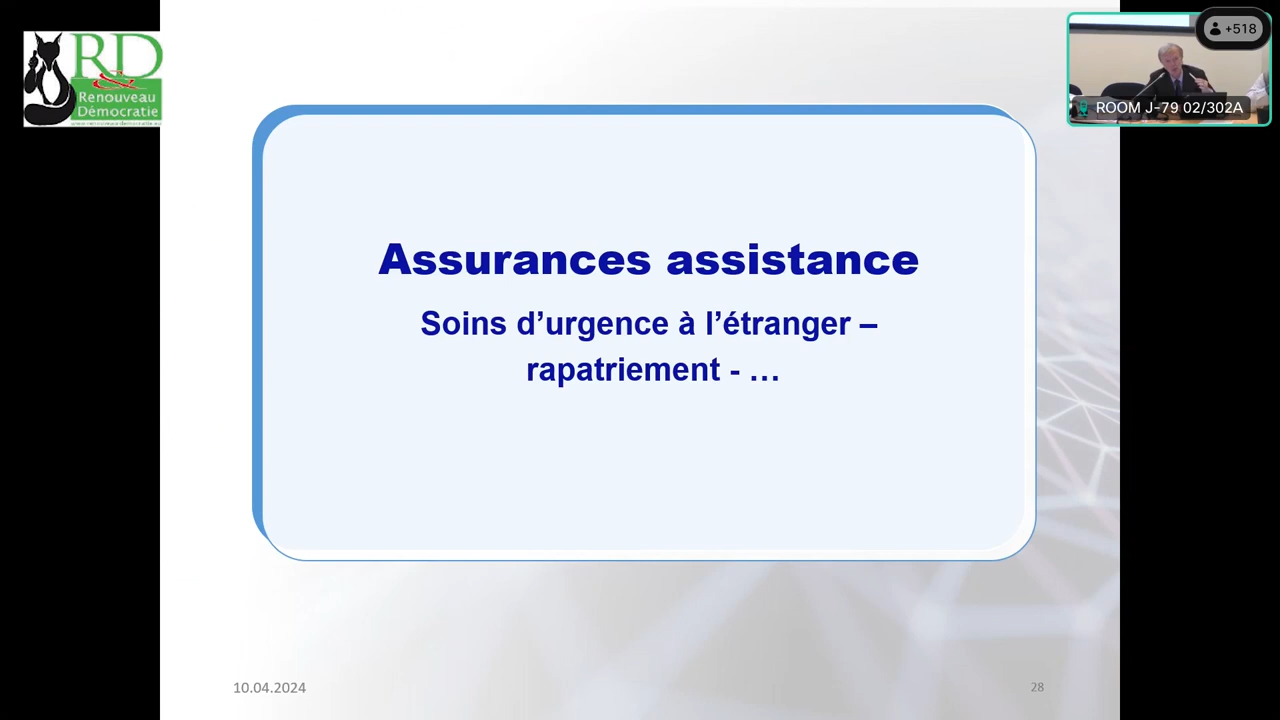 RD
&
Renouveau
Démocratie
+518
ROOM J-79 02/302A
Assurances assistance
Soins d’urgence à l’étranger –
rapatriement - …
10.04.2024
28